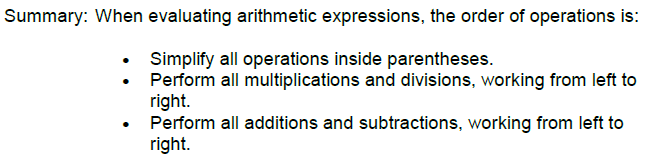 Summary: When evaluating arithmetic expressions, the order of operations is:
• Simplify all operations inside parentheses.
• Perform all multiplications and divisions, working from left to
right.
• Perform all additions and subtractions, working from left to
right.